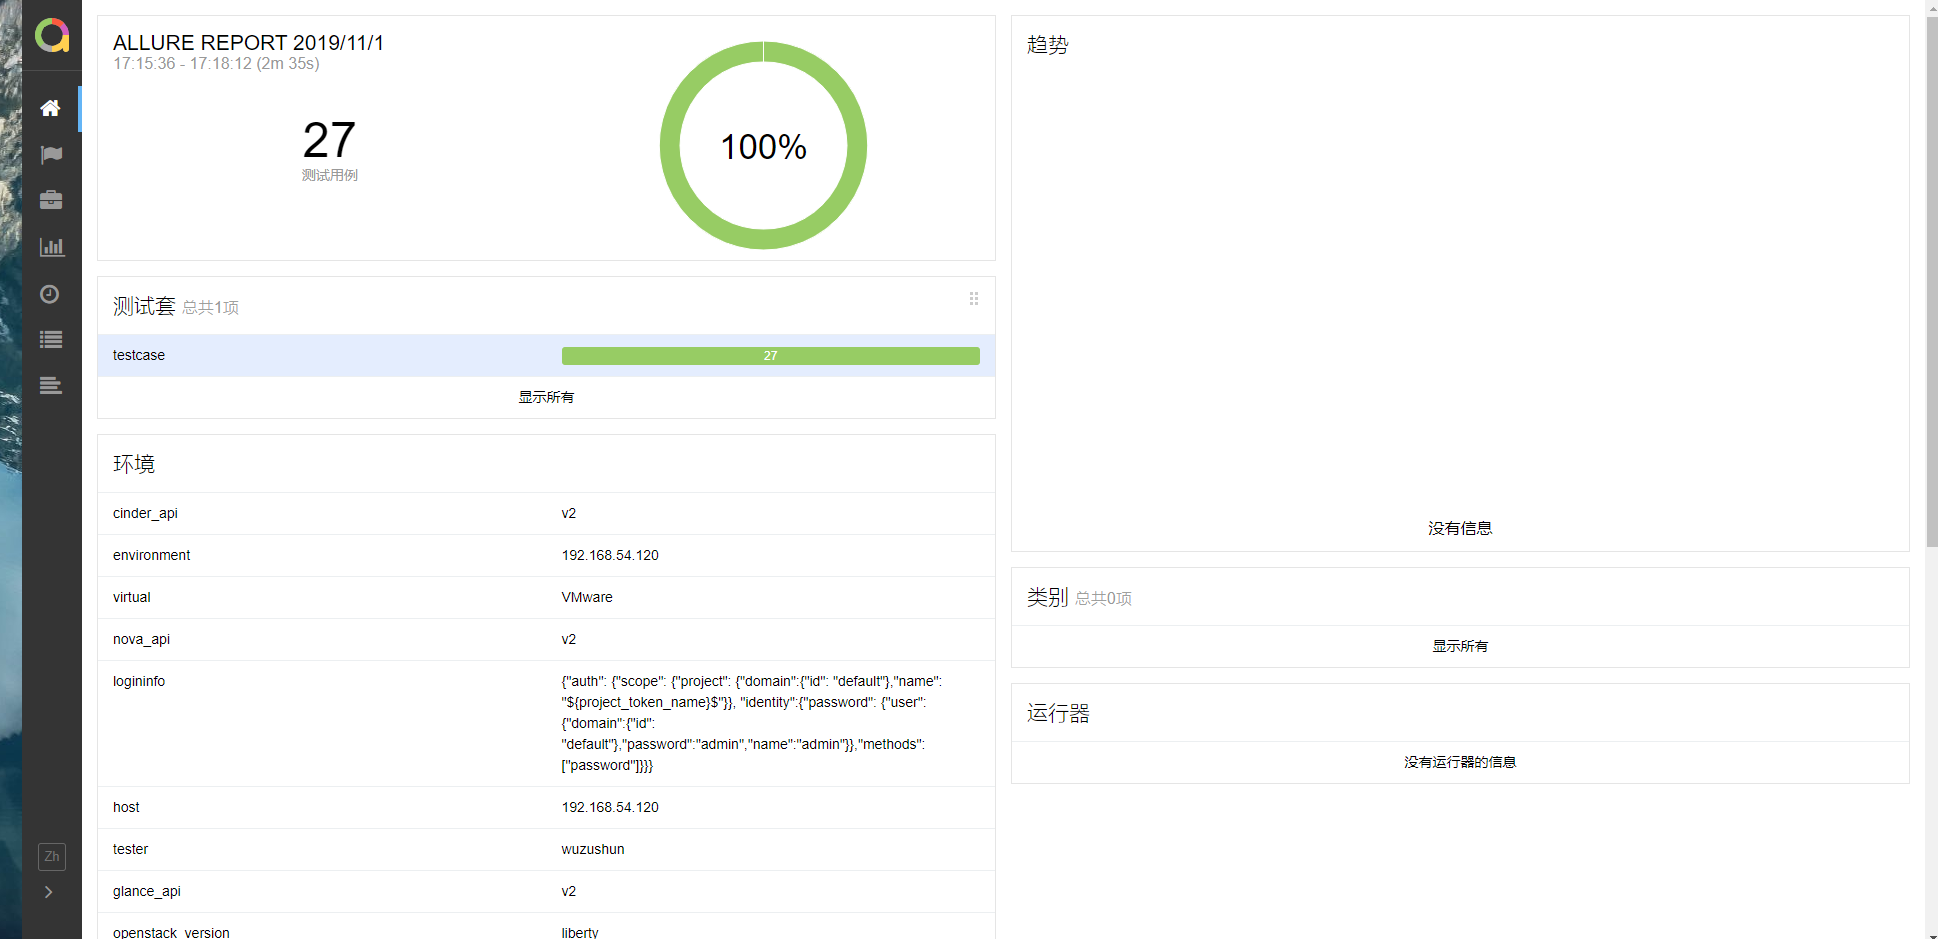 ALLURE REPORT 2019/11/1
17:15:36 - 17:18:12 (2m 35s)
27
测试用例
100%
测试套 总共1项
testcase 27
显示所有
环境
cinder_api v2
environment 192.168.54.120
virtual VMware
nova_api v2
logininfo {"auth": {"scope": {"project": {"domain":{"id": "default"},"name":
"${project_token_name}$"}}, "identity":{"password": {"user":
{"domain":{"id":
"default"},"password":"admin","name":"admin"}},"methods":
["password"]}}}
host 192.168.54.120
tester wuzushun
glance_api v2
openstack_version liberty
趋势
没有信息
类别 总共0项
显示所有
运行器
没有运行器的信息
Zh